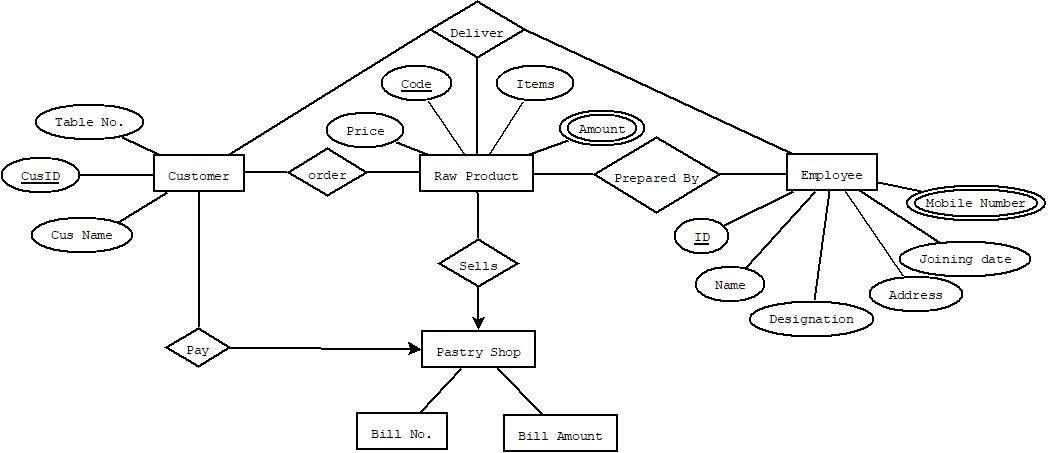 Deliver
Code
Items
Table No.
Price
Amount
CusID
Customer
order
Raw Product
Prepared By
Employee
Mobile Number
Cus Name
ID
Sells
Joining date
Name
Address
Designation
Pay
Pastry Shop
Bill No.
Bill Amount